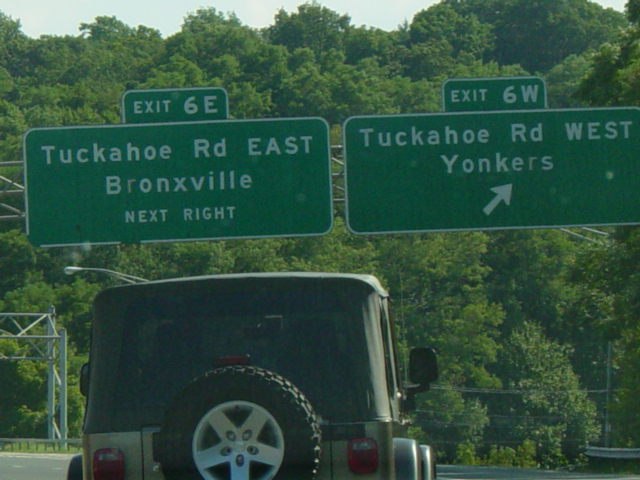 EXIT 6E
Tuckahoe Rd EAST
Bronxville
NEXT RIGHT
EXIT 6W
Tuckahoe Rd WEST
Yonkers